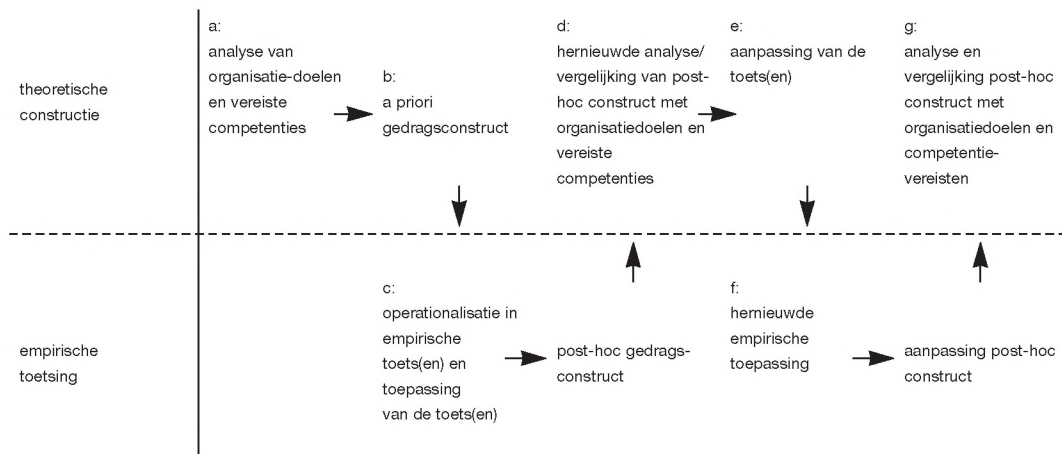 theoretische
constructie
a:
analyse van
organisatie-doelen
en vereiste
competenties
b:
a priori
gedragsconstruct
d:
hernieuwde analyse/
vergelijking van post-
hoc construct met
organisatiedoelen en
vereiste
competenties
e:
aanpassing van de
toets(en)
g:
analyse en
vergelijking post-hoc
construct met
organisatiedoelen en
competentie-
vereisten
empirische
toetsing
c:
operationalisatie in
empirische
toets(en) en
toepassing
van de toets(en)
post-hoc gedrags-
construct
f:
hernieuwde
empirische
toepassing
aanpassing post-hoc
construct